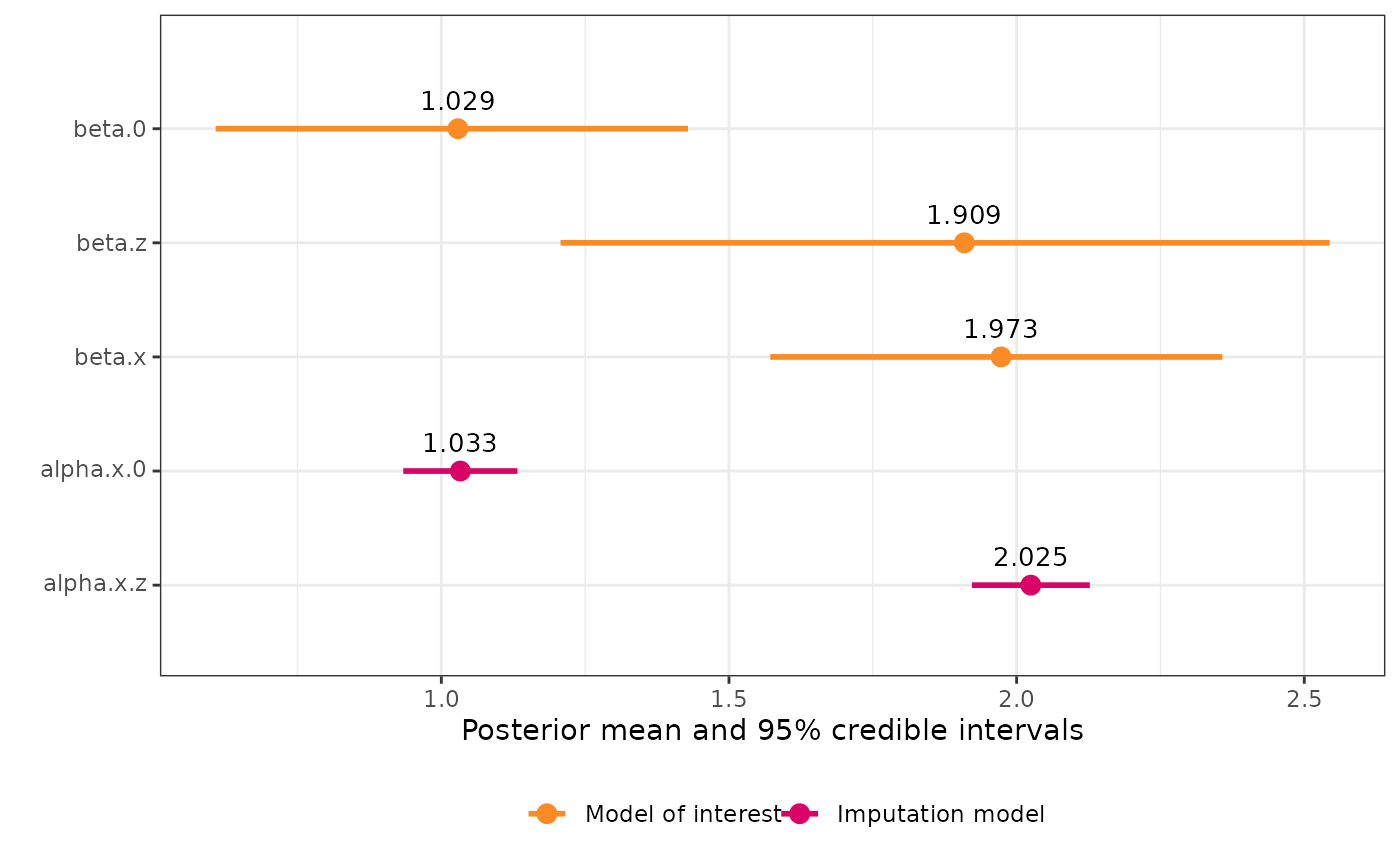 1.029
beta.0
1.909
beta.z
1.973
beta.x
1.033
alpha.x.0
2.025
alpha.x.z
1.0 1.5 2.0 2.5
Posterior mean and 95% credible intervals
Model of interest Imputation model